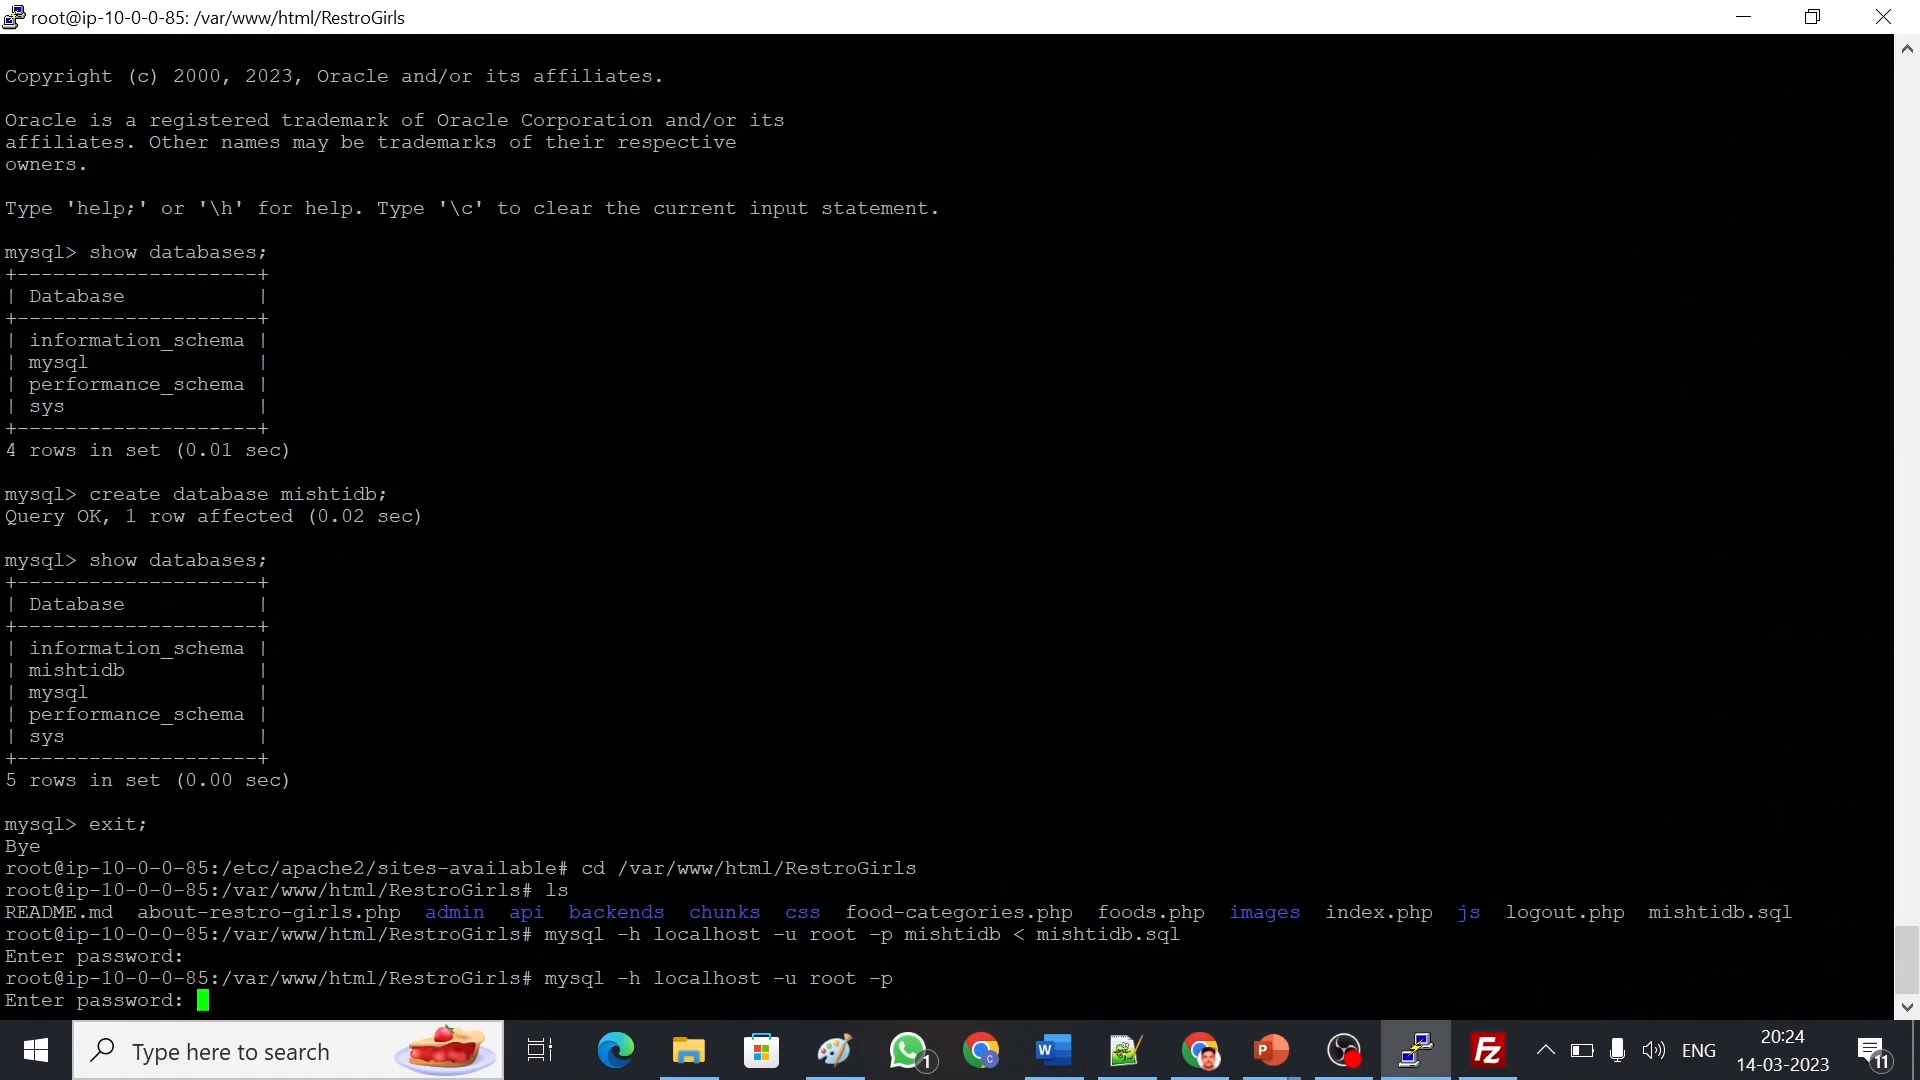 root@ip-10-0-0-85: /var/www/html/RestroGirls
Copyright (c) 2000, 2023, Oracle and/or its affiliates.
Oracle is a registered trademark of Oracle Corporation and/or its
affiliates. Other names may be trademarks of their respective
owners.
Type 'help;' or '\h' for help. Type '\c' to clear the current input statement.
mysql> show databases;
+--------------------+
| Database           |
+--------------------+
| information_schema |
| mysql              |
| performance_schema |
| sys                |
+--------------------+
4 rows in set (0.01 sec)
mysql> create database mishtidb;
Query OK, 1 row affected (0.02 sec)
mysql> show databases;
+--------------------+
| Database           |
+--------------------+
| information_schema |
| mishtidb           |
| mysql              |
| performance_schema |
| sys                |
+--------------------+
5 rows in set (0.00 sec)
mysql> exit;
Bye
root@ip-10-0-0-85:/etc/apache2/sites-available# cd /var/www/html/RestroGirls
root@ip-10-0-0-85:/var/www/html/RestroGirls# ls
README.md  about-restro-girls.php  admin  api  backends  chunks  css  food-categories.php  foods.php  images  index.php  js  logout.php  mishtidb.sql
root@ip-10-0-0-85:/var/www/html/RestroGirls# mysql -h localhost -u root -p mishtidb < mishtidb.sql
Enter password:
root@ip-10-0-0-85:/var/www/html/RestroGirls# mysql -h localhost -u root -p
Enter password:
Type here to search
1
C
W
P
FZ
ENG
20:24
14-03-2023
11